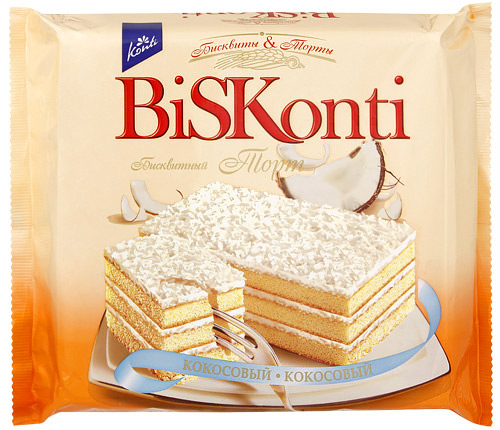 Konti
Бисквиты & Торты
BiSKonti
Бисквитный Торт
КОКОСОВЫЙ • КОКОСОВЫЙ